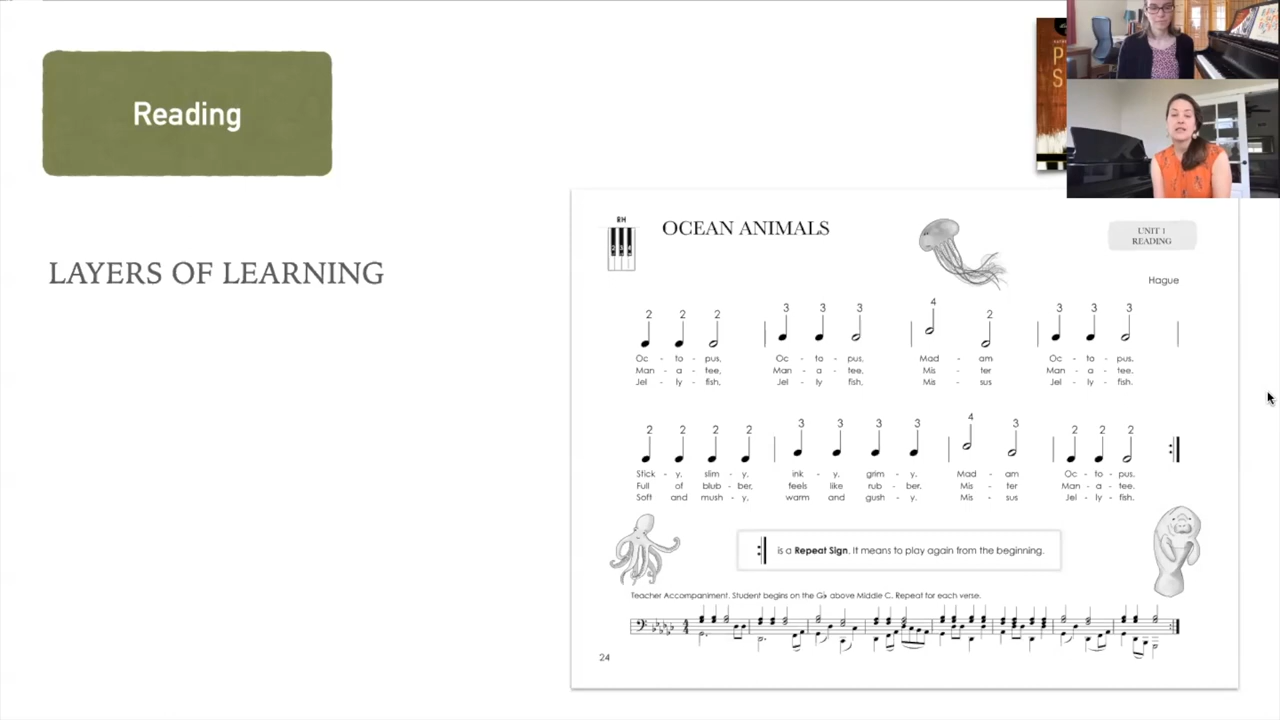 Reading
LAYERS OF LEARNING
P
S
RH
2 3 4
OCEAN ANIMALS
UNIT 1
READING
Hague
2 2 2 3 3 3 4 2 3 3 3
Oc - to - pus, Oc - to - pus, Mad - am Oc - to - pus.
Man - a - tee, Man - a - tee, Mis - ter Man - a - tee.
Jel - ly - fish, Jel - ly - fish, Mis - sus Jel - ly - fish.
2 2 2 2 3 3 3 3 4 3 2 2 2
Stick - y, slim - y, ink - y, grim - y, Mad - am Oc - to - pus.
Full of blub - ber, feels like rub - ber, Mis - ter Man - a - tee.
Soft and mush - y, warm and gush - y, Mis - sus Jel - ly - fish.
is a Repeat Sign. It means to play again from the beginning.
Teacher Accompaniment. Student begins on the G♭ above Middle C. Repeat for each verse.
4
4
24